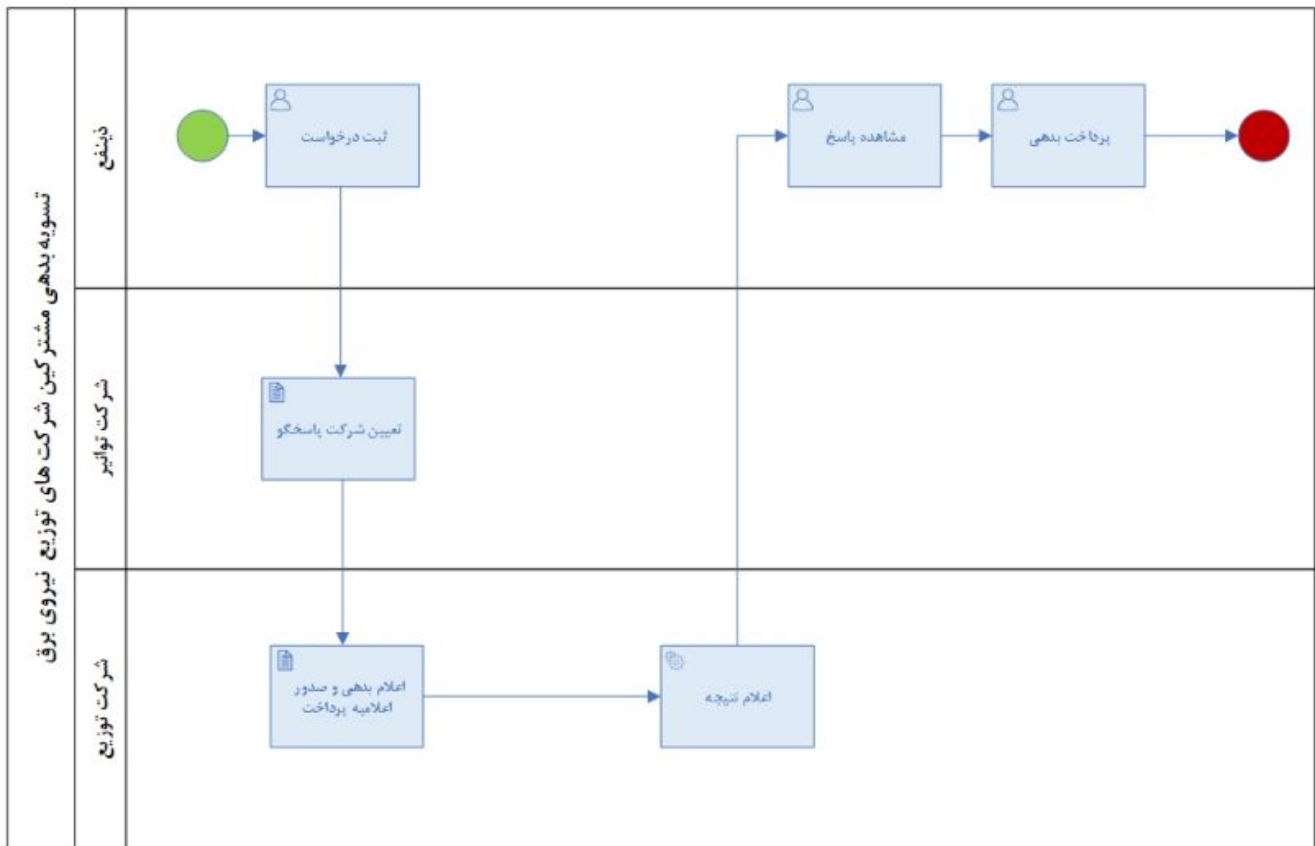 تسویه بدهی مشترکین شرکت های توزیع نیروی برق
ذینفع
ثبت درخواست
مشاهده پاسخ
پرداخت بدهی
شرکت توانیر
تعیین شرکت پاسخگو
شرکت توزیع
اعلام بدهی و صدور
اعلامیه پرداخت
اعلام نتیجه